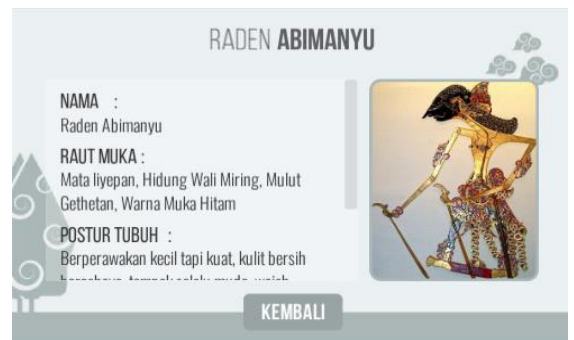 RADEN ABIMANYU
NAMA :
Raden Abimanyu
RAUT MUKA :
Mata liyepan, Hidung Wali Miring, Mulut
Gethetan, Warna Muka Hitam
POSTUR TUBUH :
Berperawakan kecil tapi kuat, kulit bersih
KEMBALI